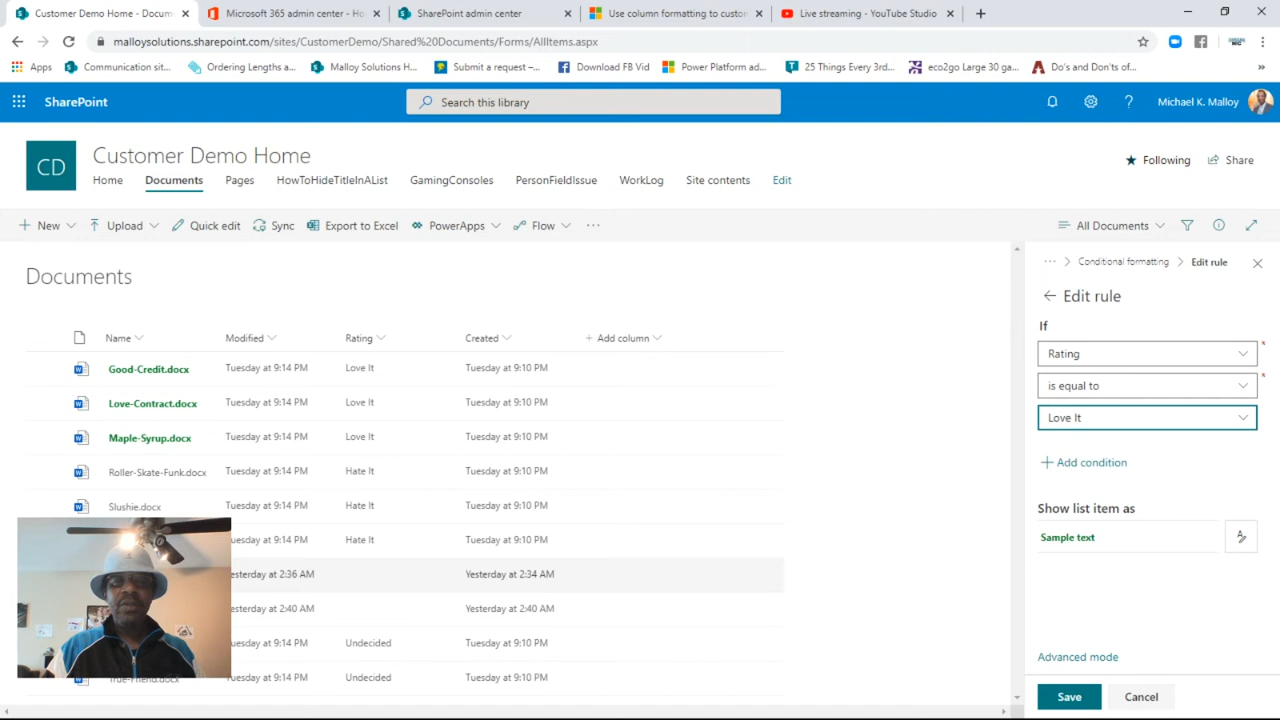 Customer Demo Home - Docum
Microsoft 365 admin center - Ho
SharePoint admin center
Use column formatting to custo
Live streaming - YouTube Studio
malloysolutions.sharepoint.com/sites/CustomerDemo/Shared%20Documents/Forms/AllItems.aspx
Apps
Communication sit...
Ordering Lengths a...
Malloy Solutions H...
Submit a request –...
Download FB Vid
Power Platform ad...
25 Things Every 3rd...
eco2go Large 30 ga...
Do's and Don'ts of...
SharePoint
Search this library
Michael K. Malloy
CD
Customer Demo Home
Following
Share
Home
Documents
Pages
HowToHideTitleInAList
GamingConsoles
PersonFieldIssue
WorkLog
Site contents
Edit
New
Upload
Quick edit
Sync
Export to Excel
PowerApps
Flow
All Documents
Documents
Name Modified Rating Created + Add column
Good-Credit.docx Tuesday at 9:14 PM Love It Tuesday at 9:10 PM
Love-Contract.docx Tuesday at 9:14 PM Love It Tuesday at 9:10 PM
Maple-Syrup.docx Tuesday at 9:14 PM Love It Tuesday at 9:10 PM
Roller-Skate-Funk.docx Tuesday at 9:14 PM Hate It Tuesday at 9:10 PM
Slushie.docx Tuesday at 9:14 PM Hate It Tuesday at 9:10 PM
Tuesday at 9:14 PM Hate It Tuesday at 9:10 PM
esterday at 2:36 AM Yesterday at 2:34 AM
esterday at 2:40 AM Yesterday at 2:40 AM
uesday at 9:14 PM Undecided Tuesday at 9:10 PM
True-Friend.docx uesday at 9:14 PM Undecided Tuesday at 9:10 PM
... > Conditional formatting > Edit rule
Edit rule
If
Rating *
is equal to *
Love It
+ Add condition
Show list item as
Sample text
Advanced mode
Save
Cancel